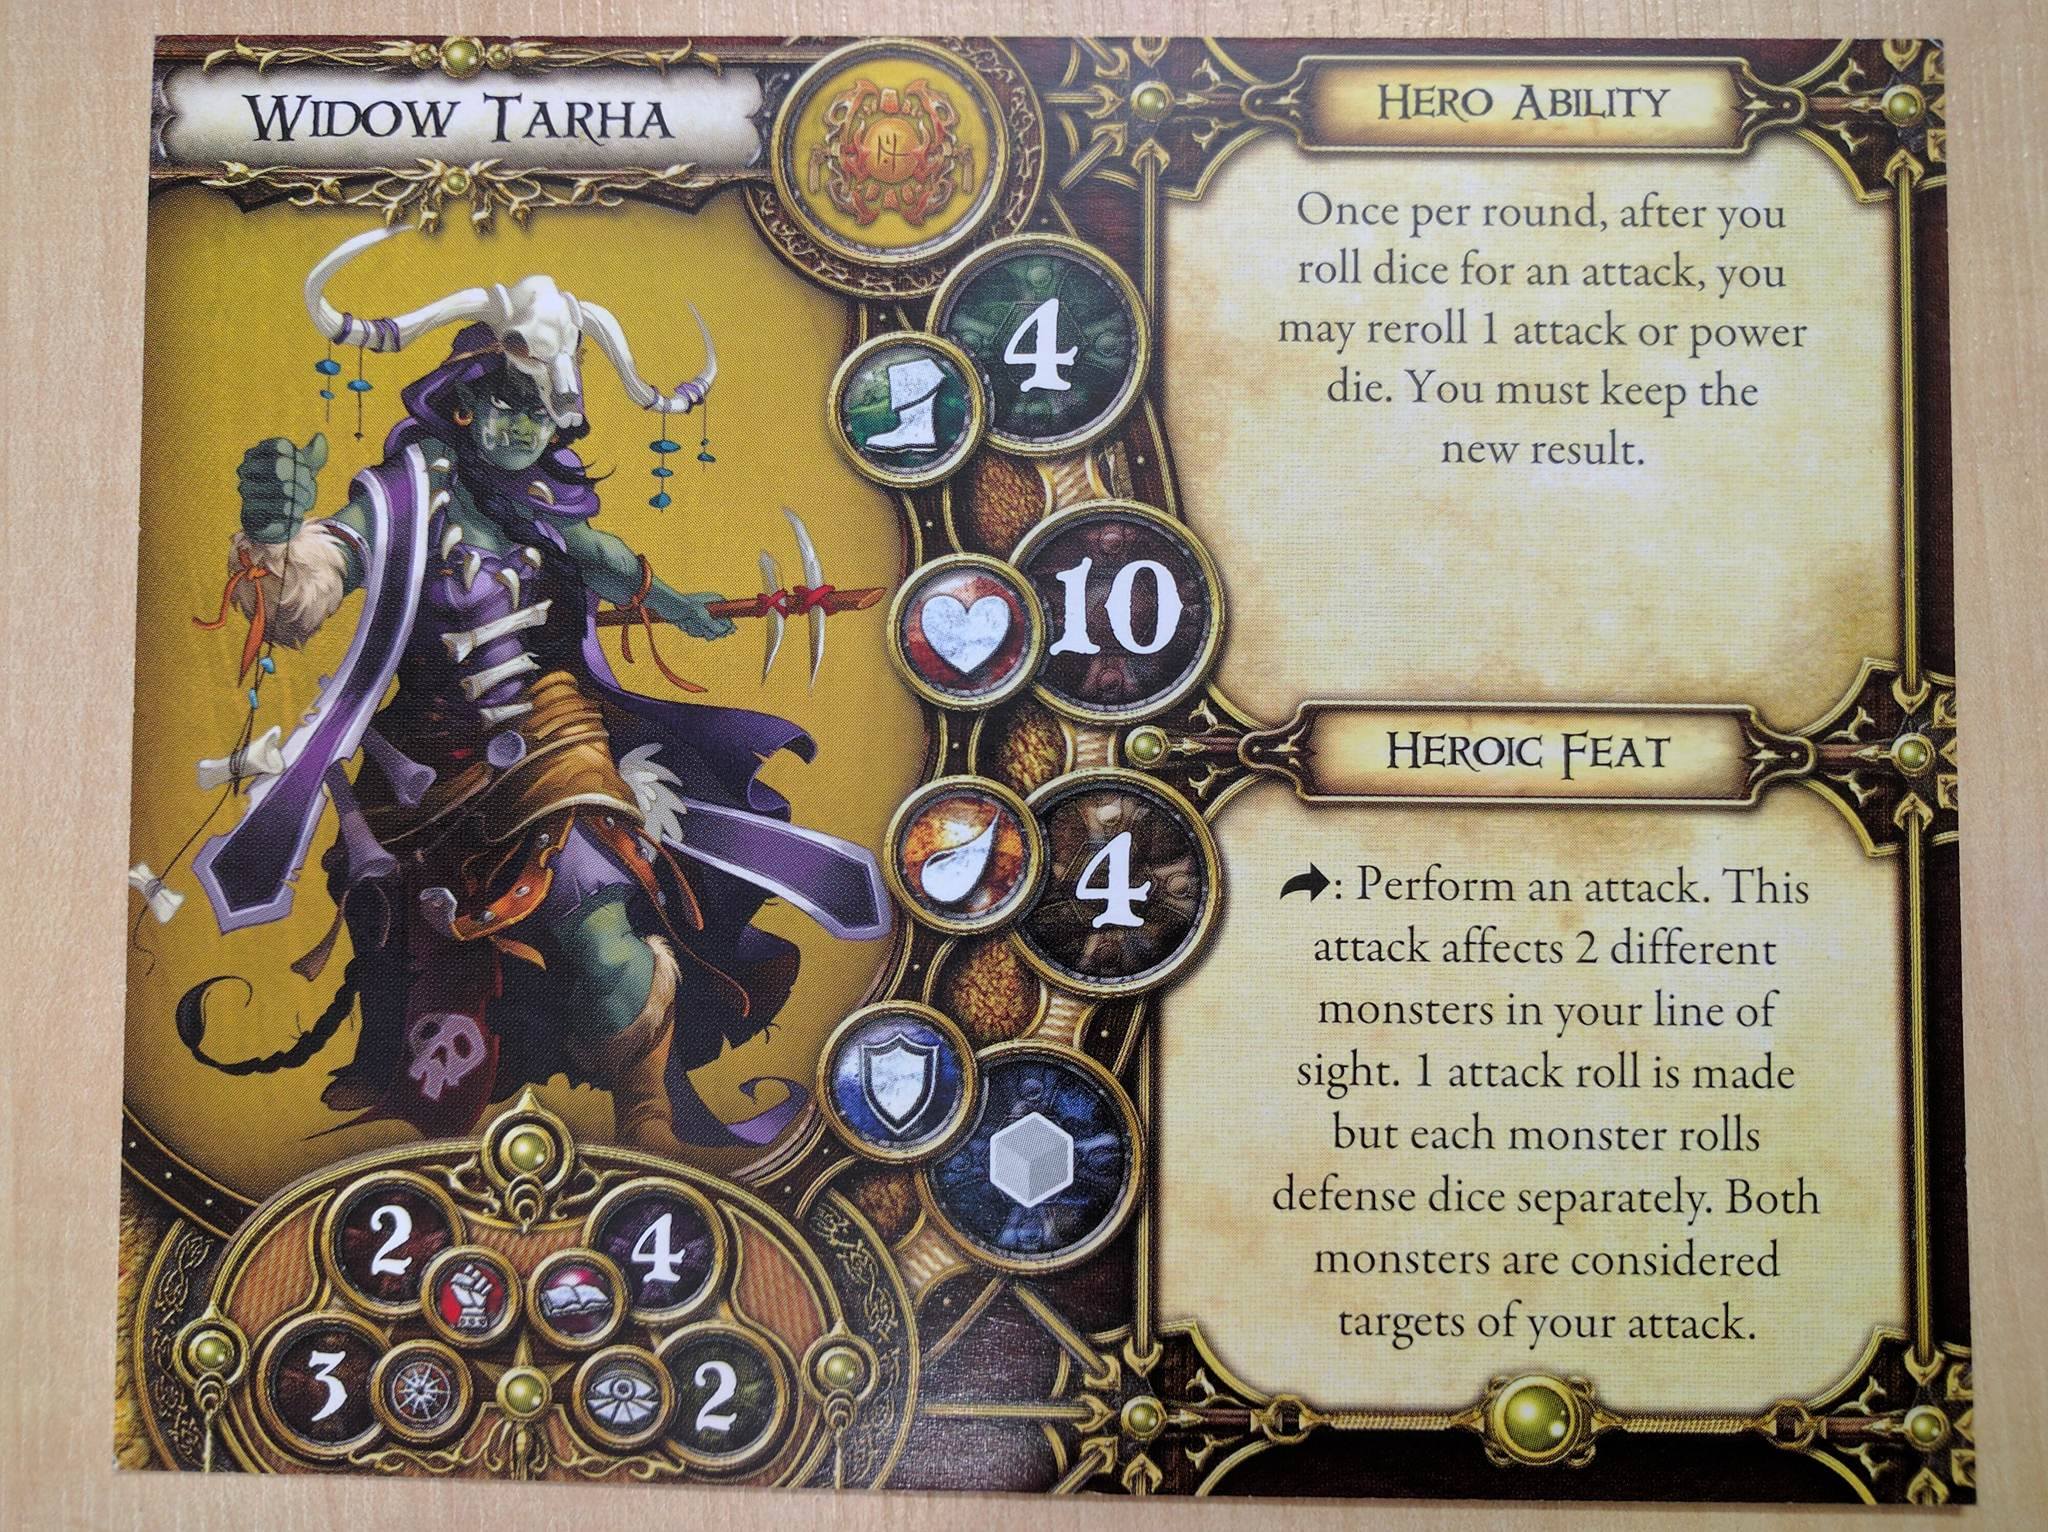 Widow Tarha
4
10
4
2
4
3
2
Hero Ability
Once per round, after you
roll dice for an attack, you
may reroll 1 attack or power
die. You must keep the
new result.
Heroic Feat
: Perform an attack. This
attack affects 2 different
monsters in your line of
sight. 1 attack roll is made
but each monster rolls
defense dice separately. Both
monsters are considered
targets of your attack.